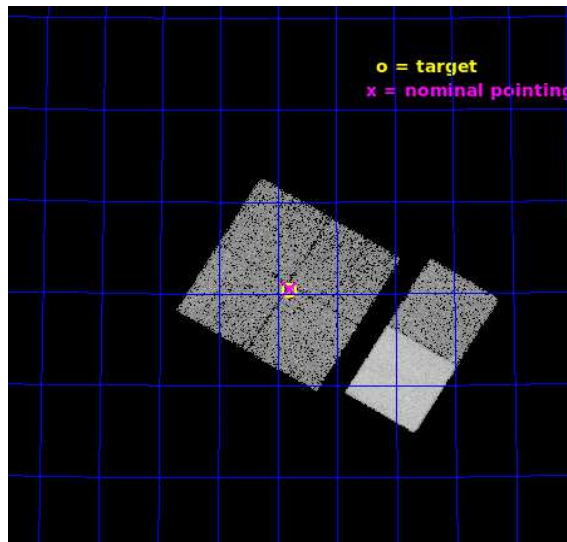 o = target
x = nominal pointing